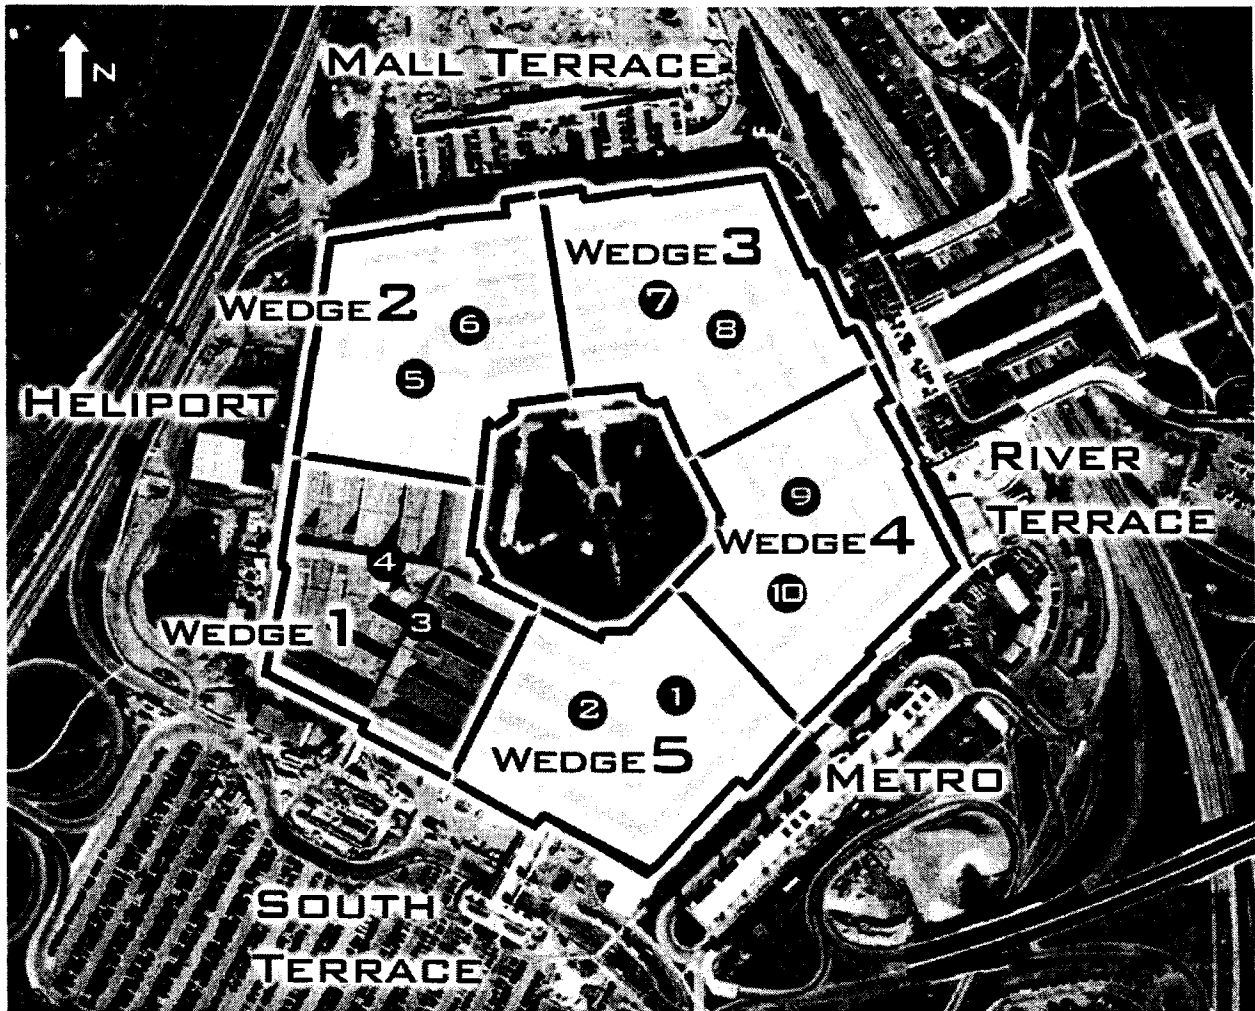 MALL TERRACE
N
WEDGE 3
WEDGE 2
7
6
8
5
HELIPORT
RIVER
TERRACE
9
WEDGE 4
4
10
3
WEDGE 1
1
2
WEDGE 5
METRO
SOUTH
TERRACE